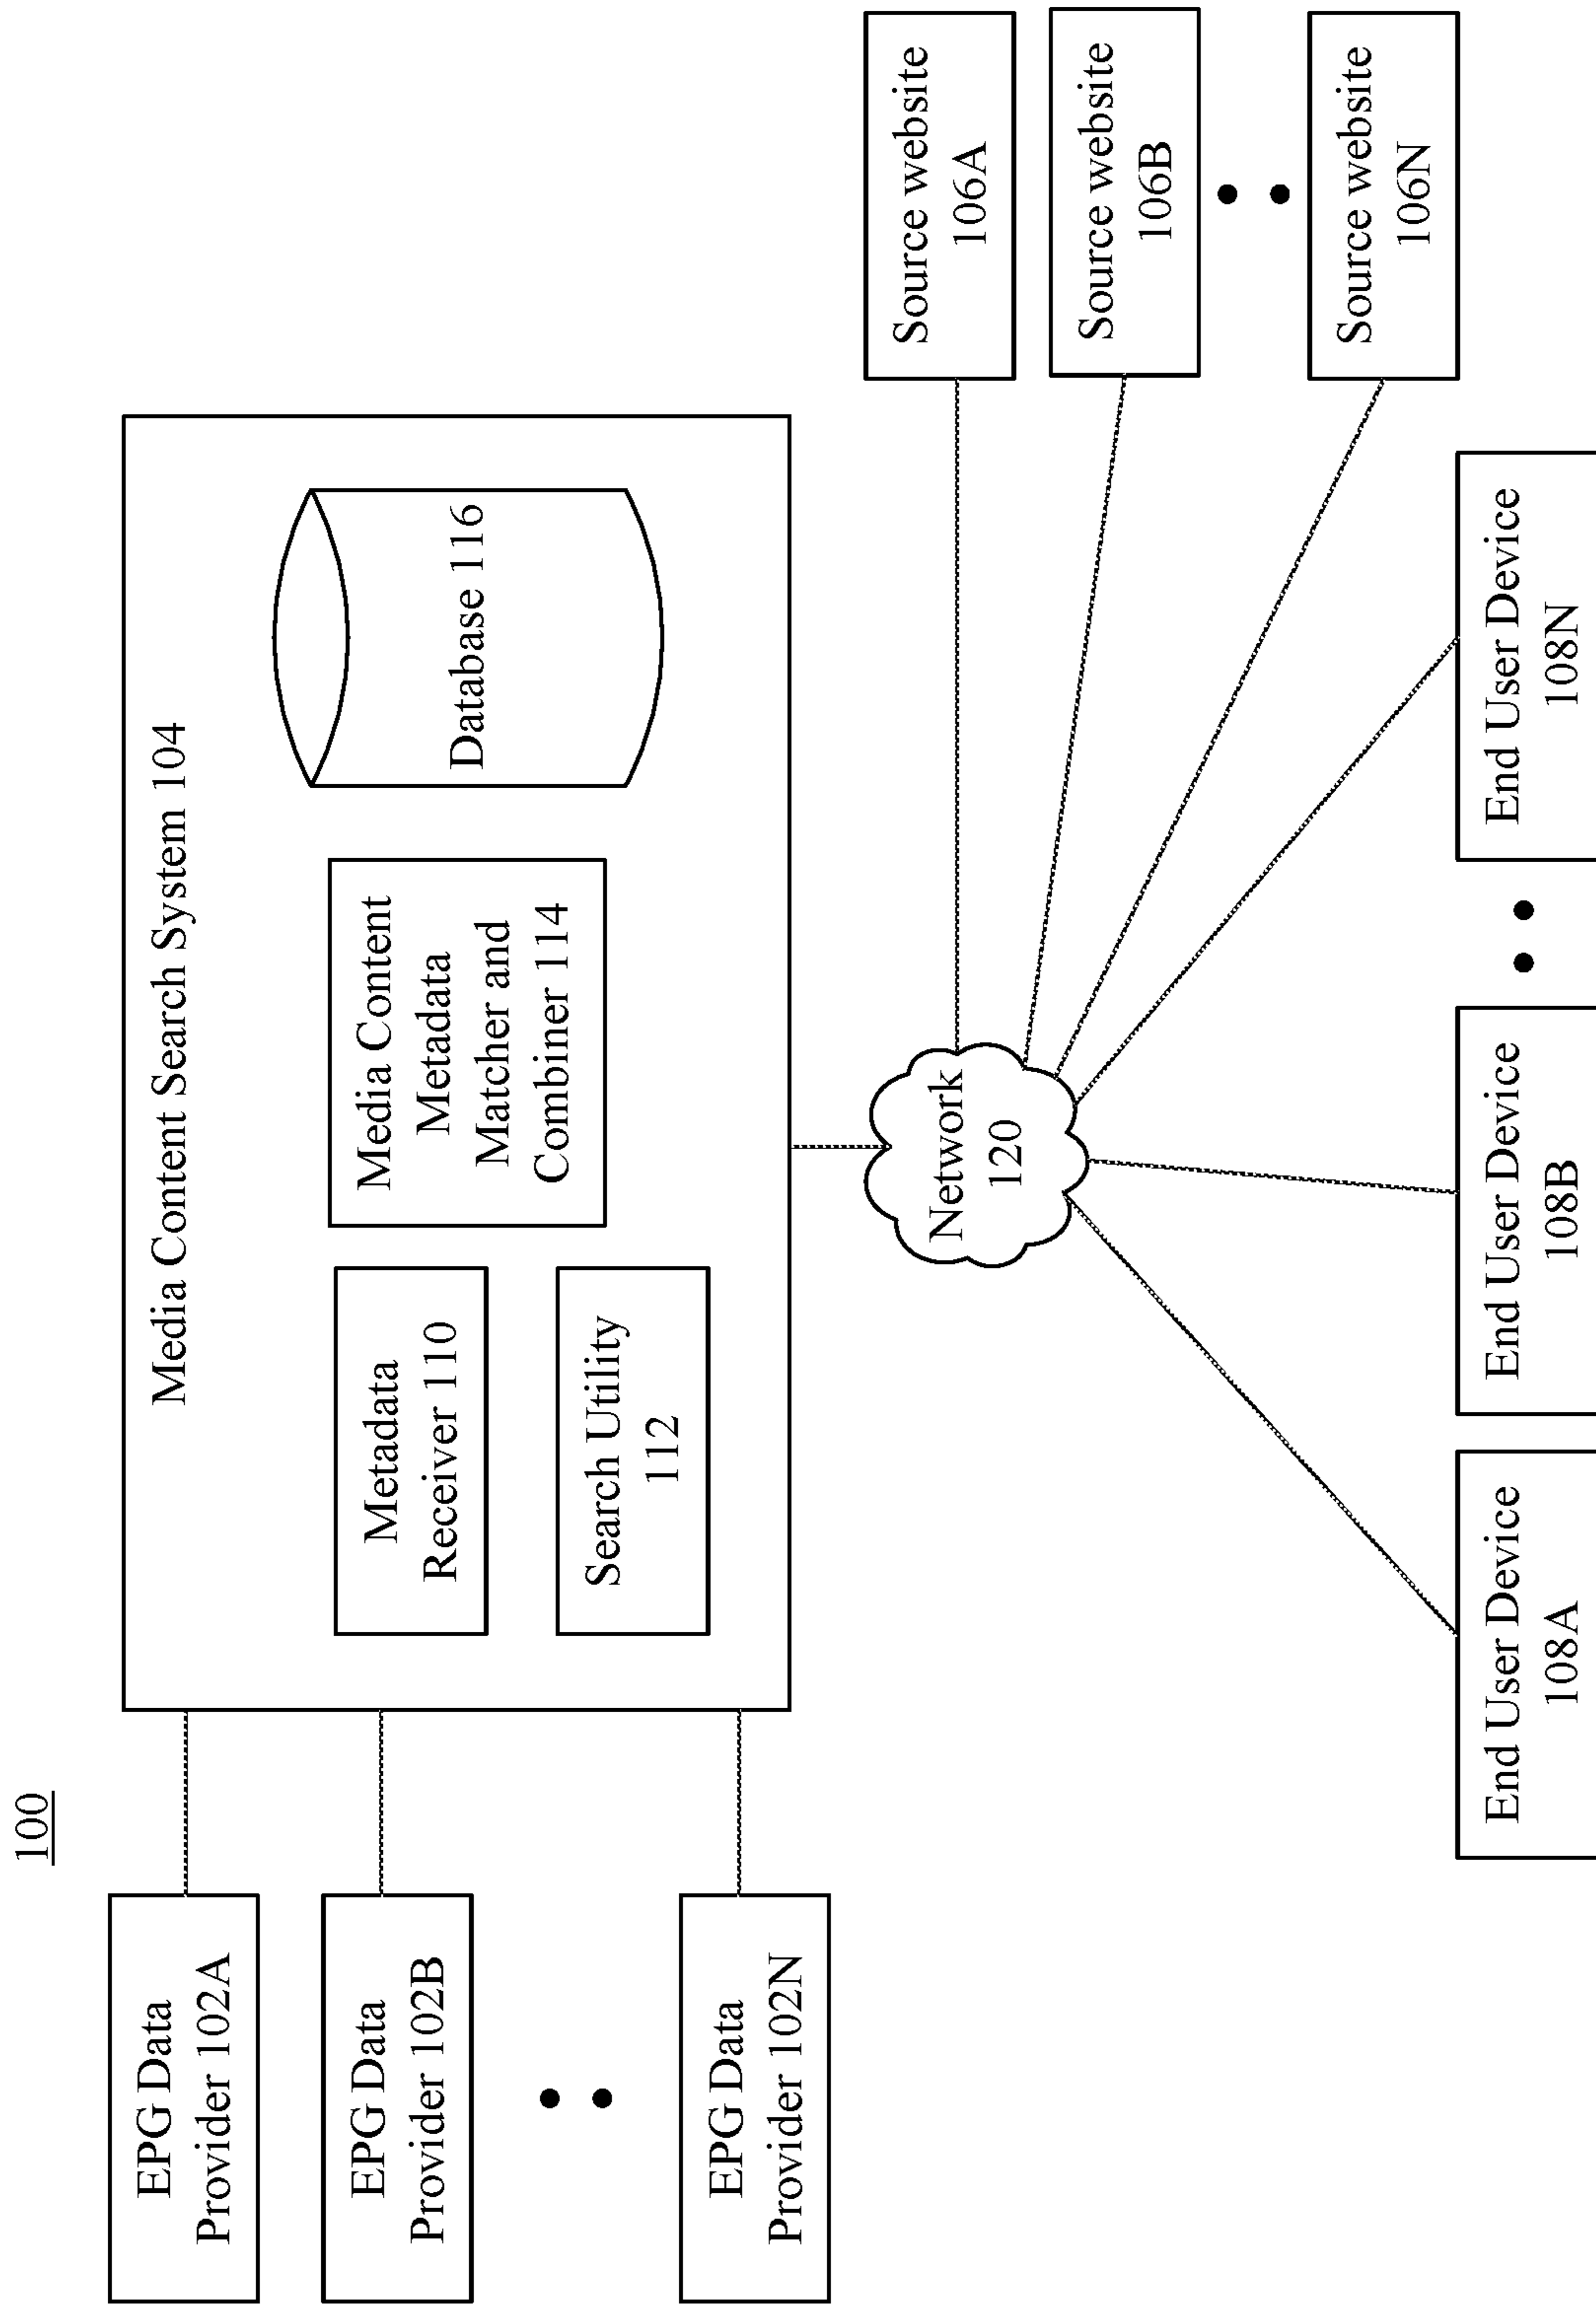 100
EPG Data
Provider 102A
EPG Data
Provider 102B
EPG Data
Provider 102N
Media Content Search System 104
Metadata
Receiver 110
Search Utility
112
Media Content
Metadata
Matcher and
Combiner 114
Database 116
Network
120
Source website
106A
Source website
106B
Source website
106N
End User Device
108A
End User Device
108B
End User Device
108N